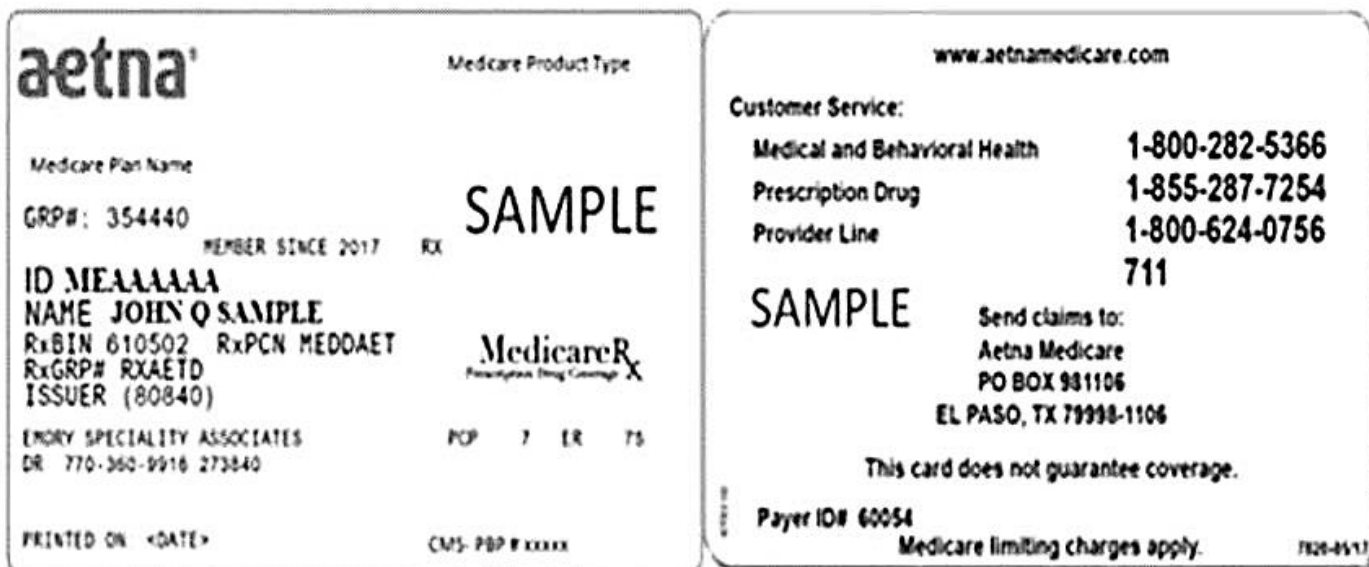 aetna
Medicare Product Type
Medicare Plan Name
GRP#: 354440
SAMPLE
MEMBER SINCE 2017 RX
ID MEAAAAAA
NAME JOHN Q SAMPLE
RxBIN 610502 RxPCN MEDDAET
RxGRP# RXAETD
ISSUER (80840)
MedicareRx
Prescription Drug Coverage
EMORY SPECIALITY ASSOCIATES PCP 7 ER 75
DR 770-360-9916 273840
PRINTED ON <DATE> CMS- PBP # xxxxx
www.aetnamedicare.com
Customer Service:
Medical and Behavioral Health 1-800-282-5366
Prescription Drug 1-855-287-7254
Provider Line 1-800-624-0756
711
SAMPLE
Send claims to:
Aetna Medicare
PO BOX 981106
EL PASO, TX 79998-1106
This card does not guarantee coverage.
Payer ID# 60054
Medicare limiting charges apply.